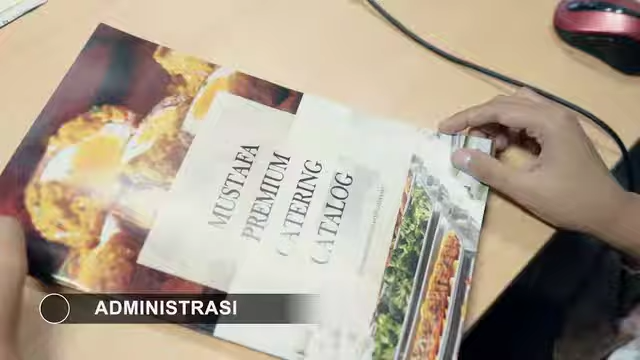 MUSTAFA
PREMIUM
CATERING
CATALOG
ADMINISTRASI